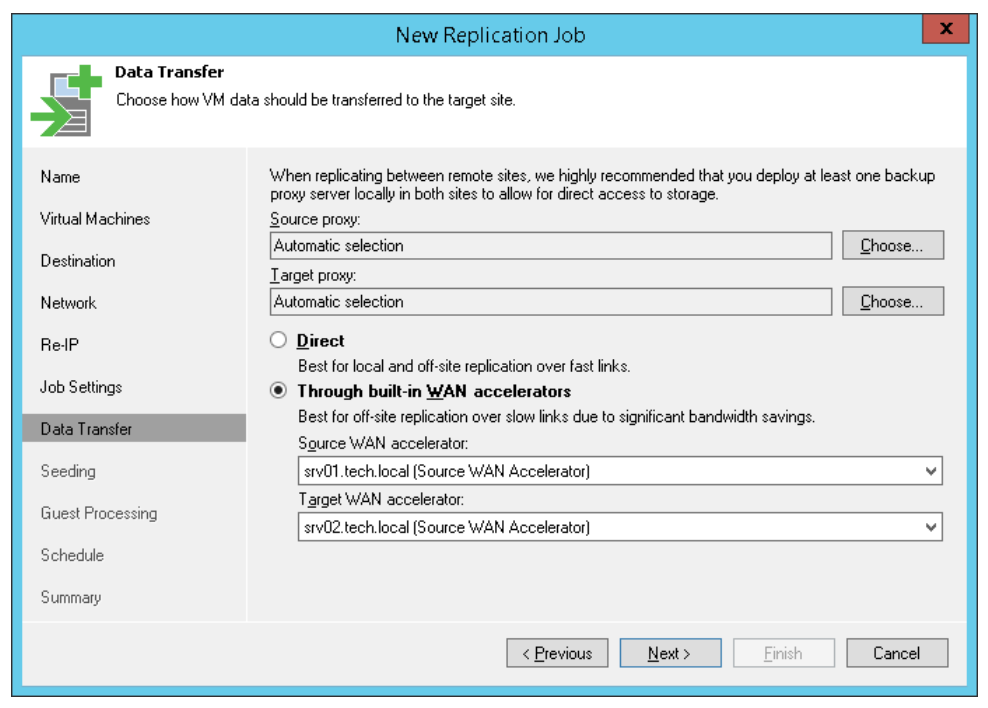 New Replication Job
x
Data Transfer
Choose how VM data should be transferred to the target site.
Name
Virtual Machines
Destination
Network
Re-IP
Job Settings
Data Transfer
Seeding
Guest Processing
Schedule
Summary
When replicating between remote sites, we highly recommended that you deploy at least one backup
proxy server locally in both sites to allow for direct access to storage.
Source proxy:
Automatic selection
Choose...
Target proxy:
Automatic selection
Choose...
Direct
Best for local and off-site replication over fast links.
Through built-in WAN accelerators
Best for off-site replication over slow links due to significant bandwidth savings.
Source WAN accelerator:
srv01.tech.local (Source WAN Accelerator)
Target WAN accelerator:
srv02.tech.local (Source WAN Accelerator)
< Previous
Next >
Finish
Cancel